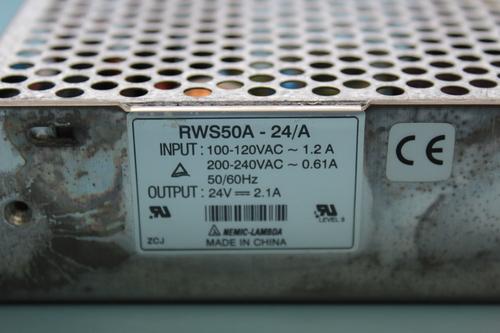 RWS50A - 24/A
INPUT : 100-120VAC ~ 1.2 A
200-240VAC ~ 0.61A
50/60Hz
OUTPUT : 24V ⎓ 2.1A
LEVEL 3
NEMIC-LAMBDA
ZCJ
MADE IN CHINA
CE